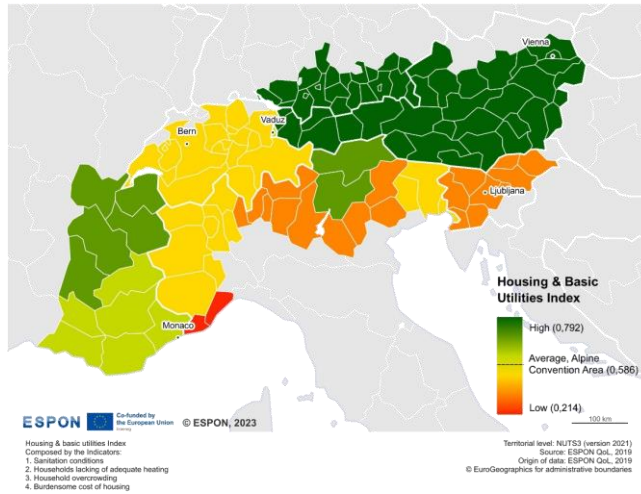 Vienna
Vaduz
Bern
Ljubljana
Monaco
Housing & Basic
Utilities Index
High (0,792)
Average, Alpine
Convention Area (0,586)
Low (0,214)
100 km
ESPON
Co-funded by
the European Union
Interreg
© ESPON, 2023
Housing & basic utilities Index
Composed by the Indicators:
1. Sanitation conditions
2. Households lacking of adequate heating
3. Household overcrowding
4. Burdensome cost of housing
Territorial level: NUTS3 (version 2021)
Source: ESPON QoL, 2019
Origin of data: ESPON QoL, 2019
© EuroGeographics for administrative boundaries